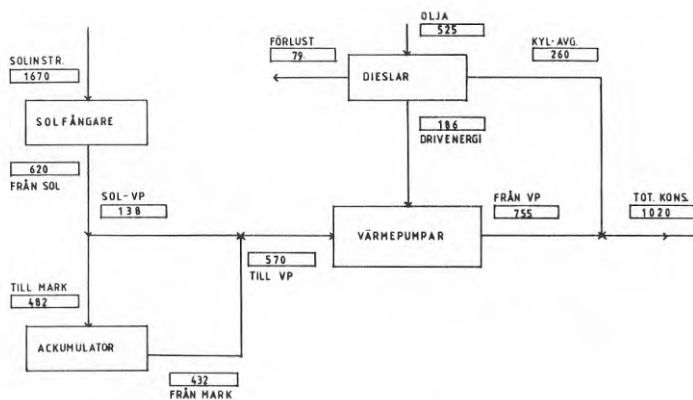 OLJA
525
FÖRLUST
79.
KYL-AVG.
260
DIESLAR
SOLINSTR.
1670
SOLFÅNGARE
186
DRIVENERGI
620
FRÅN SOL
SOL-VP
138
FRÅN VP
755
TOT. KONS.
1020
VÄRMEPUMPAR
570
TILL VP
TILL MARK
482
ACKUMULATOR
432
FRÅN MARK